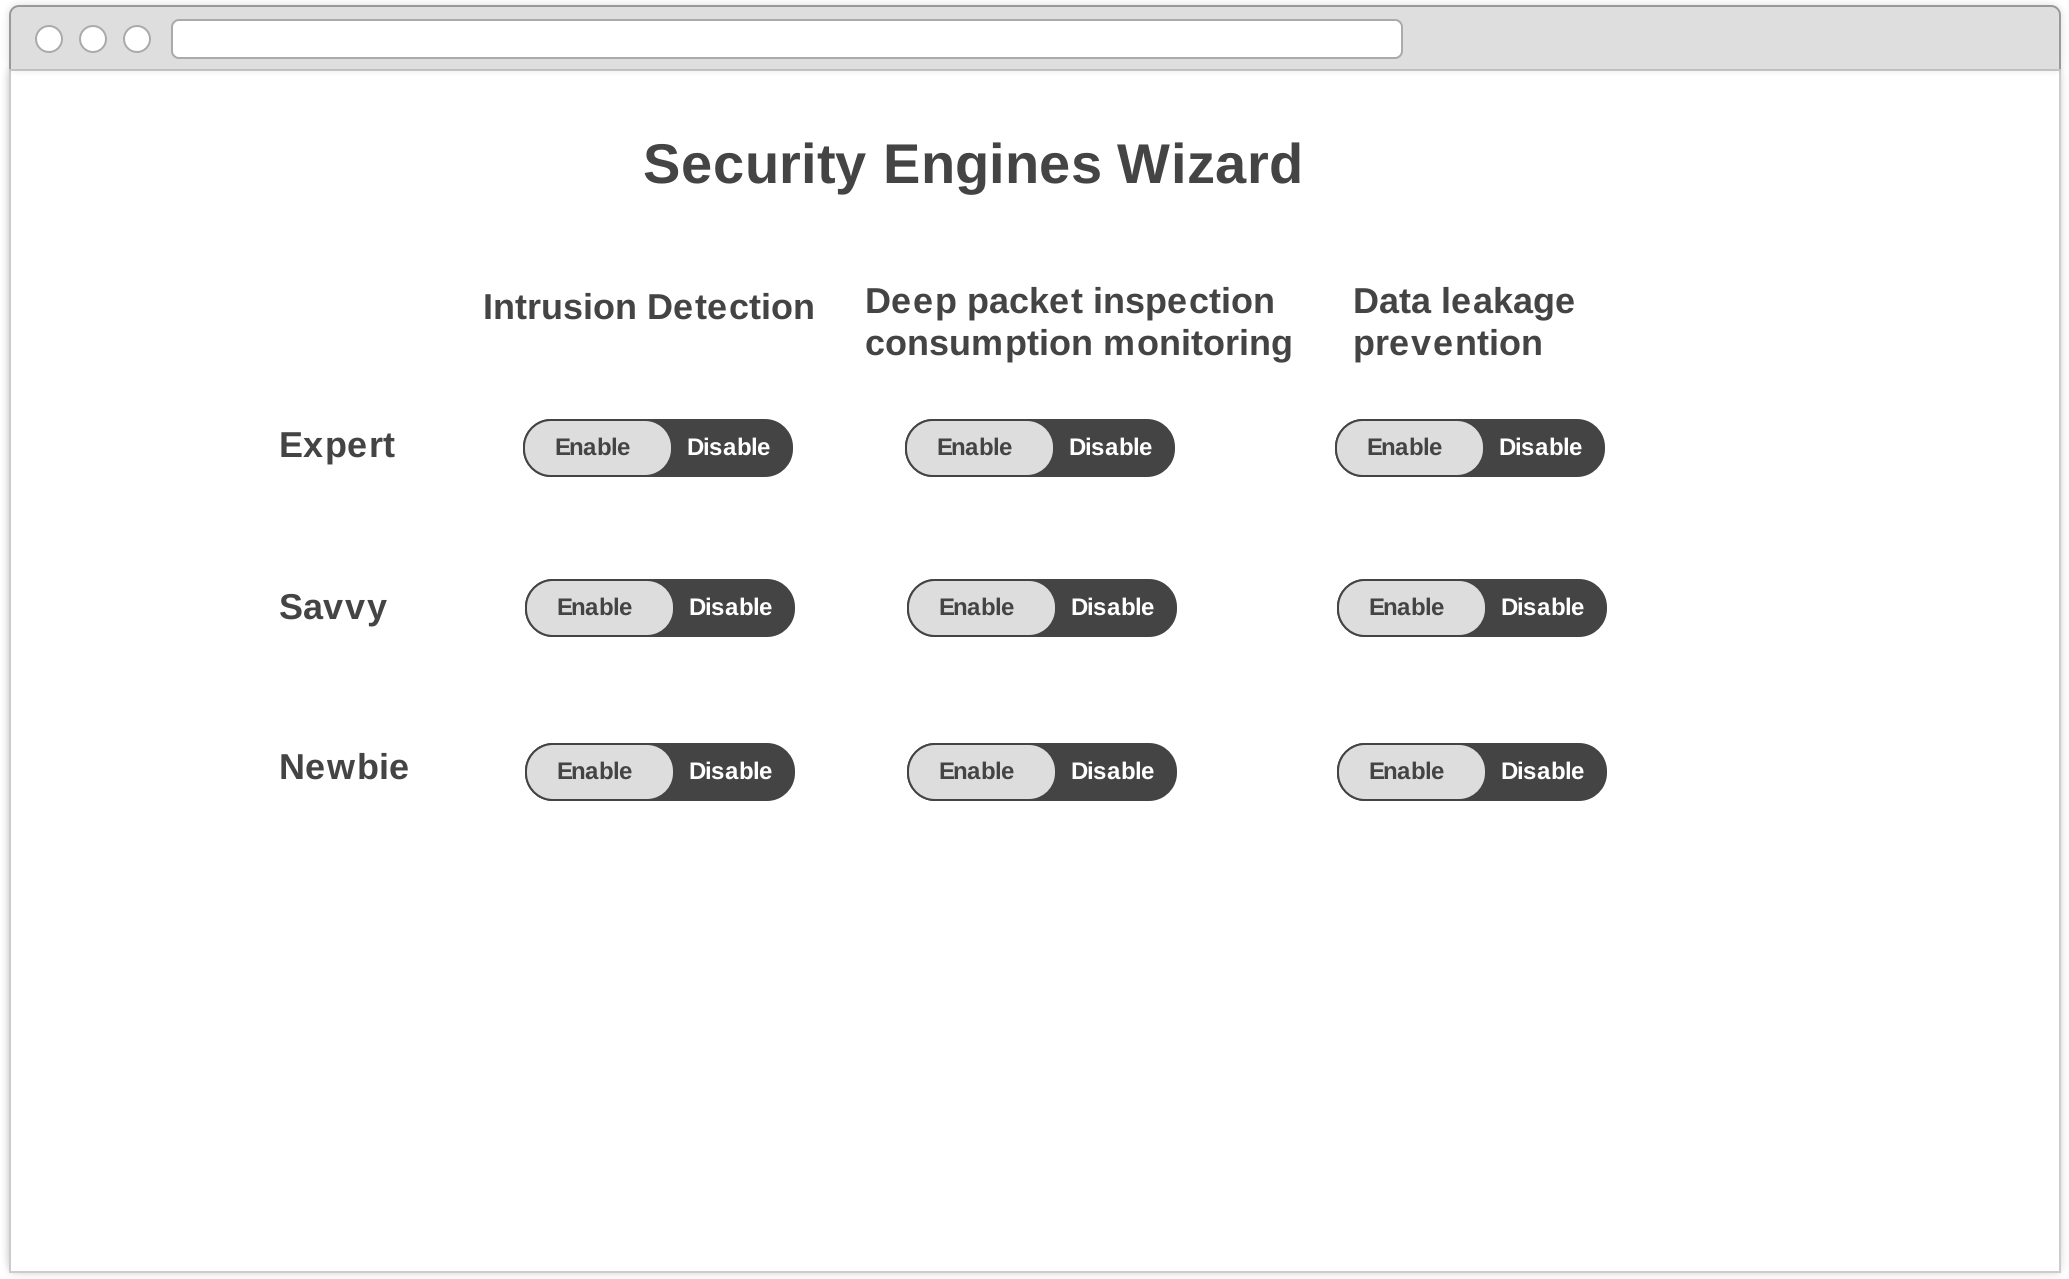 Security Engines Wizard
Intrusion Detection
Deep packet inspection
consumption monitoring
Data leakage
prevention
Expert
Enable Disable
Enable Disable
Enable Disable
Savvy
Enable Disable
Enable Disable
Enable Disable
Newbie
Enable Disable
Enable Disable
Enable Disable